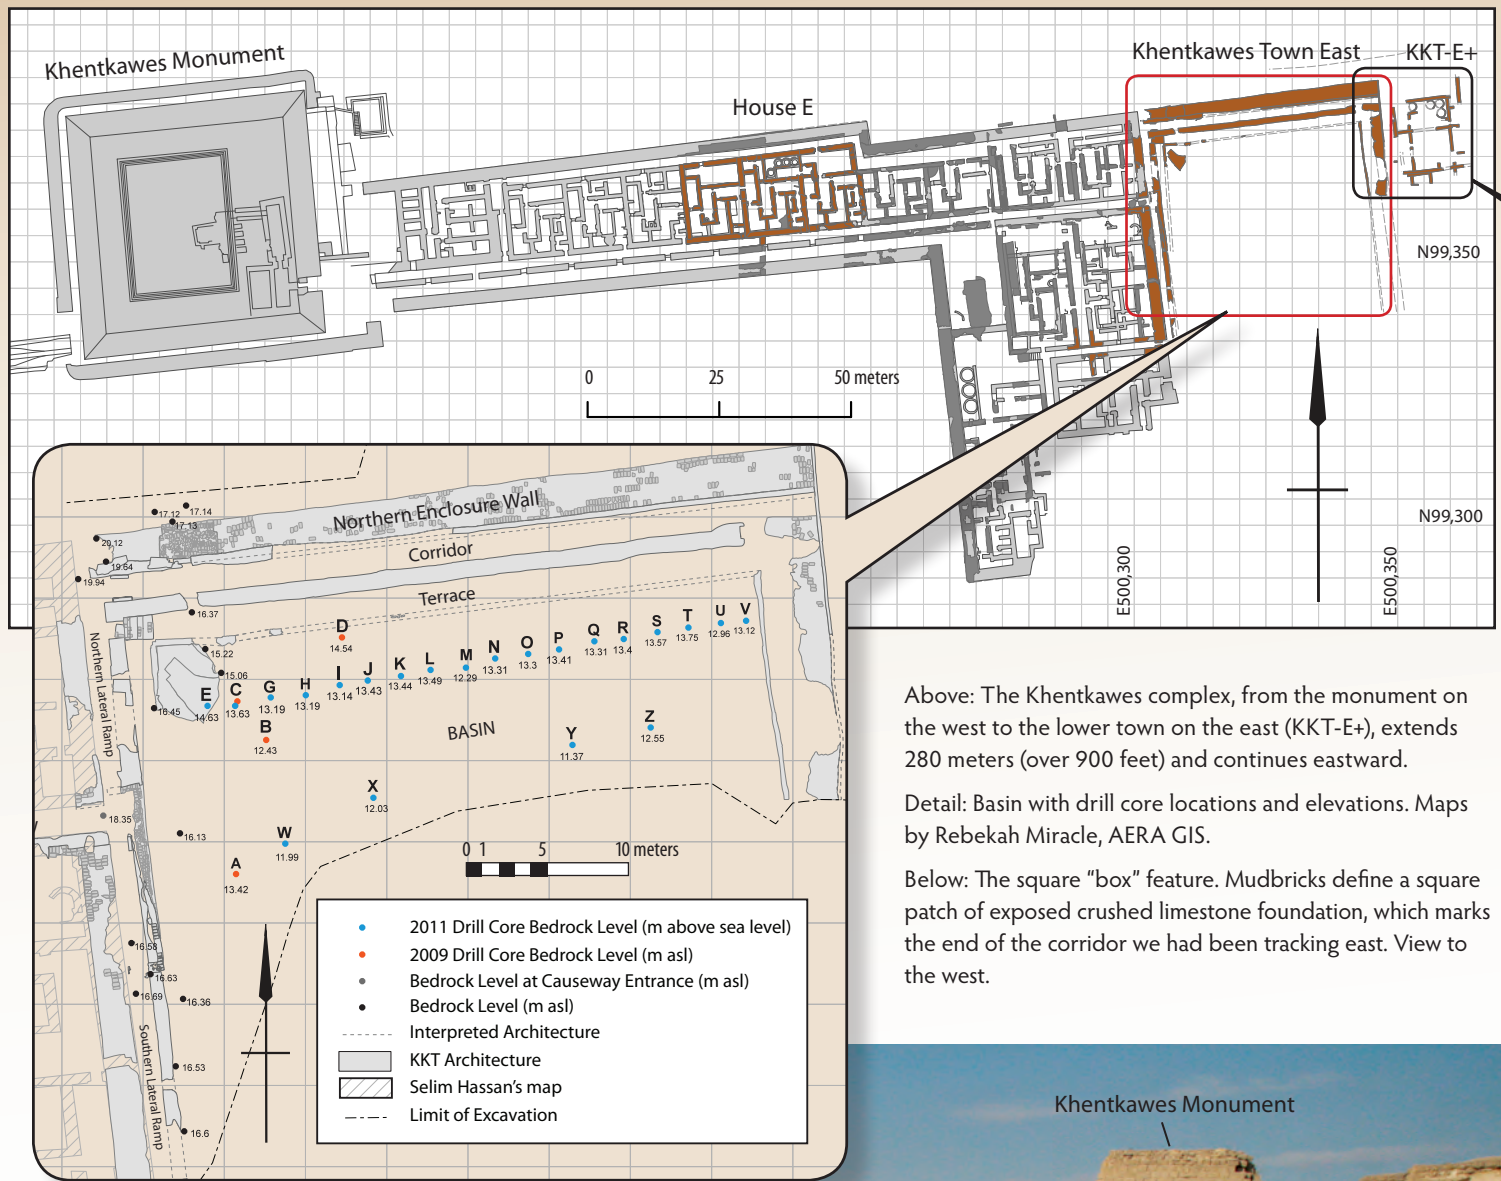 Khentkawes Monument
House E
Khentkawes Town East
KKT-E+
N99,350
N99,300
E500,300
E500,350
0 25 50 meters
Northern Enclosure Wall
Corridor
Terrace
BASIN
Northern Lateral Ramp
Southern Lateral Ramp
17.12
17.14
17.13
20.12
19.64
19.94
16.37
15.22
15.06
16.45
18.35
16.13
16.58
16.63
16.69
16.36
16.53
16.6
D
14.54
E
14.63
C
13.63
G
13.19
H
13.19
I
13.14
J
13.43
K
13.44
L
13.49
M
12.29
N
13.31
O
13.3
P
13.41
Q
13.31
R
13.4
S
13.57
T
13.75
U
12.96
V
13.12
B
12.43
Y
11.37
Z
12.55
X
12.03
W
11.99
A
13.42
0 1 5 10 meters
2011 Drill Core Bedrock Level (m above sea level)
2009 Drill Core Bedrock Level (m asl)
Bedrock Level at Causeway Entrance (m asl)
Bedrock Level (m asl)
Interpreted Architecture
KKT Architecture
Selim Hassan’s map
Limit of Excavation
Above: The Khentkawes complex, from the monument on
the west to the lower town on the east (KKT-E+), extends
280 meters (over 900 feet) and continues eastward.
Detail: Basin with drill core locations and elevations. Maps
by Rebekah Miracle, AERA GIS.
Below: The square “box” feature. Mudbricks define a square
patch of exposed crushed limestone foundation, which marks
the end of the corridor we had been tracking east. View to
the west.
Khentkawes Monument